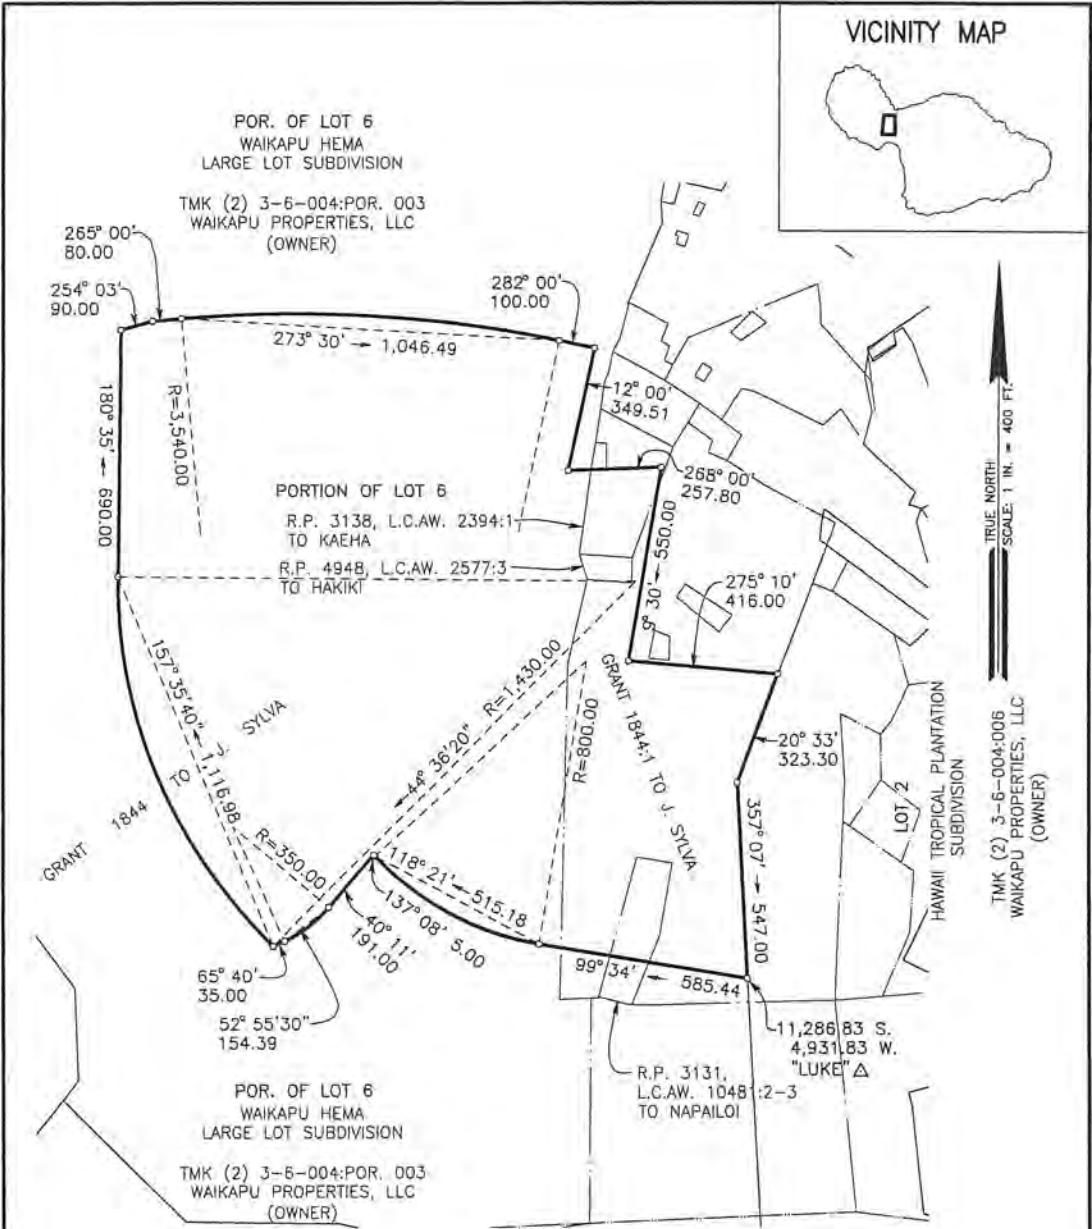 VICINITY MAP
POR. OF LOT 6
WAIKAPU HEMA
LARGE LOT SUBDIVISION
TMK (2) 3-6-004:POR. 003
WAIKAPU PROPERTIES, LLC
(OWNER)
265° 00'
80.00
254° 03'
90.00
282° 00'
100.00
273° 30' 1,046.49
12° 00'
349.51
R=3,540.00
180° 35' 690.00
268° 00'
257.80
PORTION OF LOT 6
R.P. 3138, L.C.AW. 2394:1
TO KAEHA
R.P. 4948, L.C.AW. 2577:3
TO HAKIKI
9° 30' 550.00
275° 10'
416.00
TRUE NORTH
SCALE: 1 IN. = 400 FT.
157° 35'40" 1,116.98
GRANT 1844 TO J. SYLVA
44° 36'20" R=1,430.00
R=800.00
GRANT 1844:1 TO J. SYLVA
20° 33'
323.30
357° 07' 547.00
LOT 2
HAWAII TROPICAL PLANTATION
SUBDIVISION
TMK (2) 3-6-004:006
WAIKAPU PROPERTIES, LLC
(OWNER)
R=350.00
118° 21' 515.18
137° 08' 5.00
40° 11'
191.00
99° 34' 585.44
65° 40'
35.00
52° 55'30"
154.39
11,286.83 S.
4,931.83 W.
"LUKE"
R.P. 3131,
L.C.AW. 10481:2-3
TO NAPAILOI
POR. OF LOT 6
WAIKAPU HEMA
LARGE LOT SUBDIVISION
TMK (2) 3-6-004:POR. 003
WAIKAPU PROPERTIES, LLC
(OWNER)